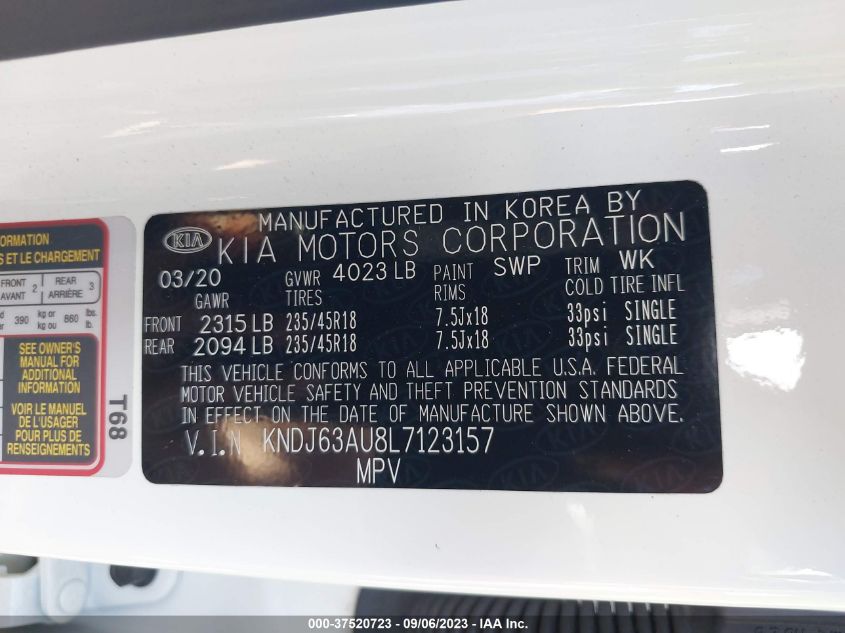 MANUFACTURED IN KOREA BY
KIA KIA MOTORS CORPORATION
03/20 GVWR 4023 LB PAINT SWP TRIM WK
GAWR TIRES RIMS COLD TIRE INFL
FRONT 2315 LB 235/45R18 7.5Jx18 33psi SINGLE
REAR 2094 LB 235/45R18 7.5Jx18 33psi SINGLE
THIS VEHICLE CONFORMS TO ALL APPLICABLE U.S.A. FEDERAL
MOTOR VEHICLE SAFETY AND THEFT PREVENTION STANDARDS
IN EFFECT ON THE DATE OF MANUFACTURE SHOWN ABOVE.
V.I.N KNDJ63AU8L7123157
MPV
ET LE CHARGEMENT
FRONT 2 REAR 3
AVANT ARRIÈRE
390 kg or 860 lbs.
kg ou lb.
SEE OWNER'S
MANUAL FOR
ADDITIONAL
INFORMATION
VOIR LE MANUEL
DE L'USAGER
POUR PLUS DE
RENSEIGNEMENTS
T68
000-37520723 - 09/06/2023 - IAA Inc.